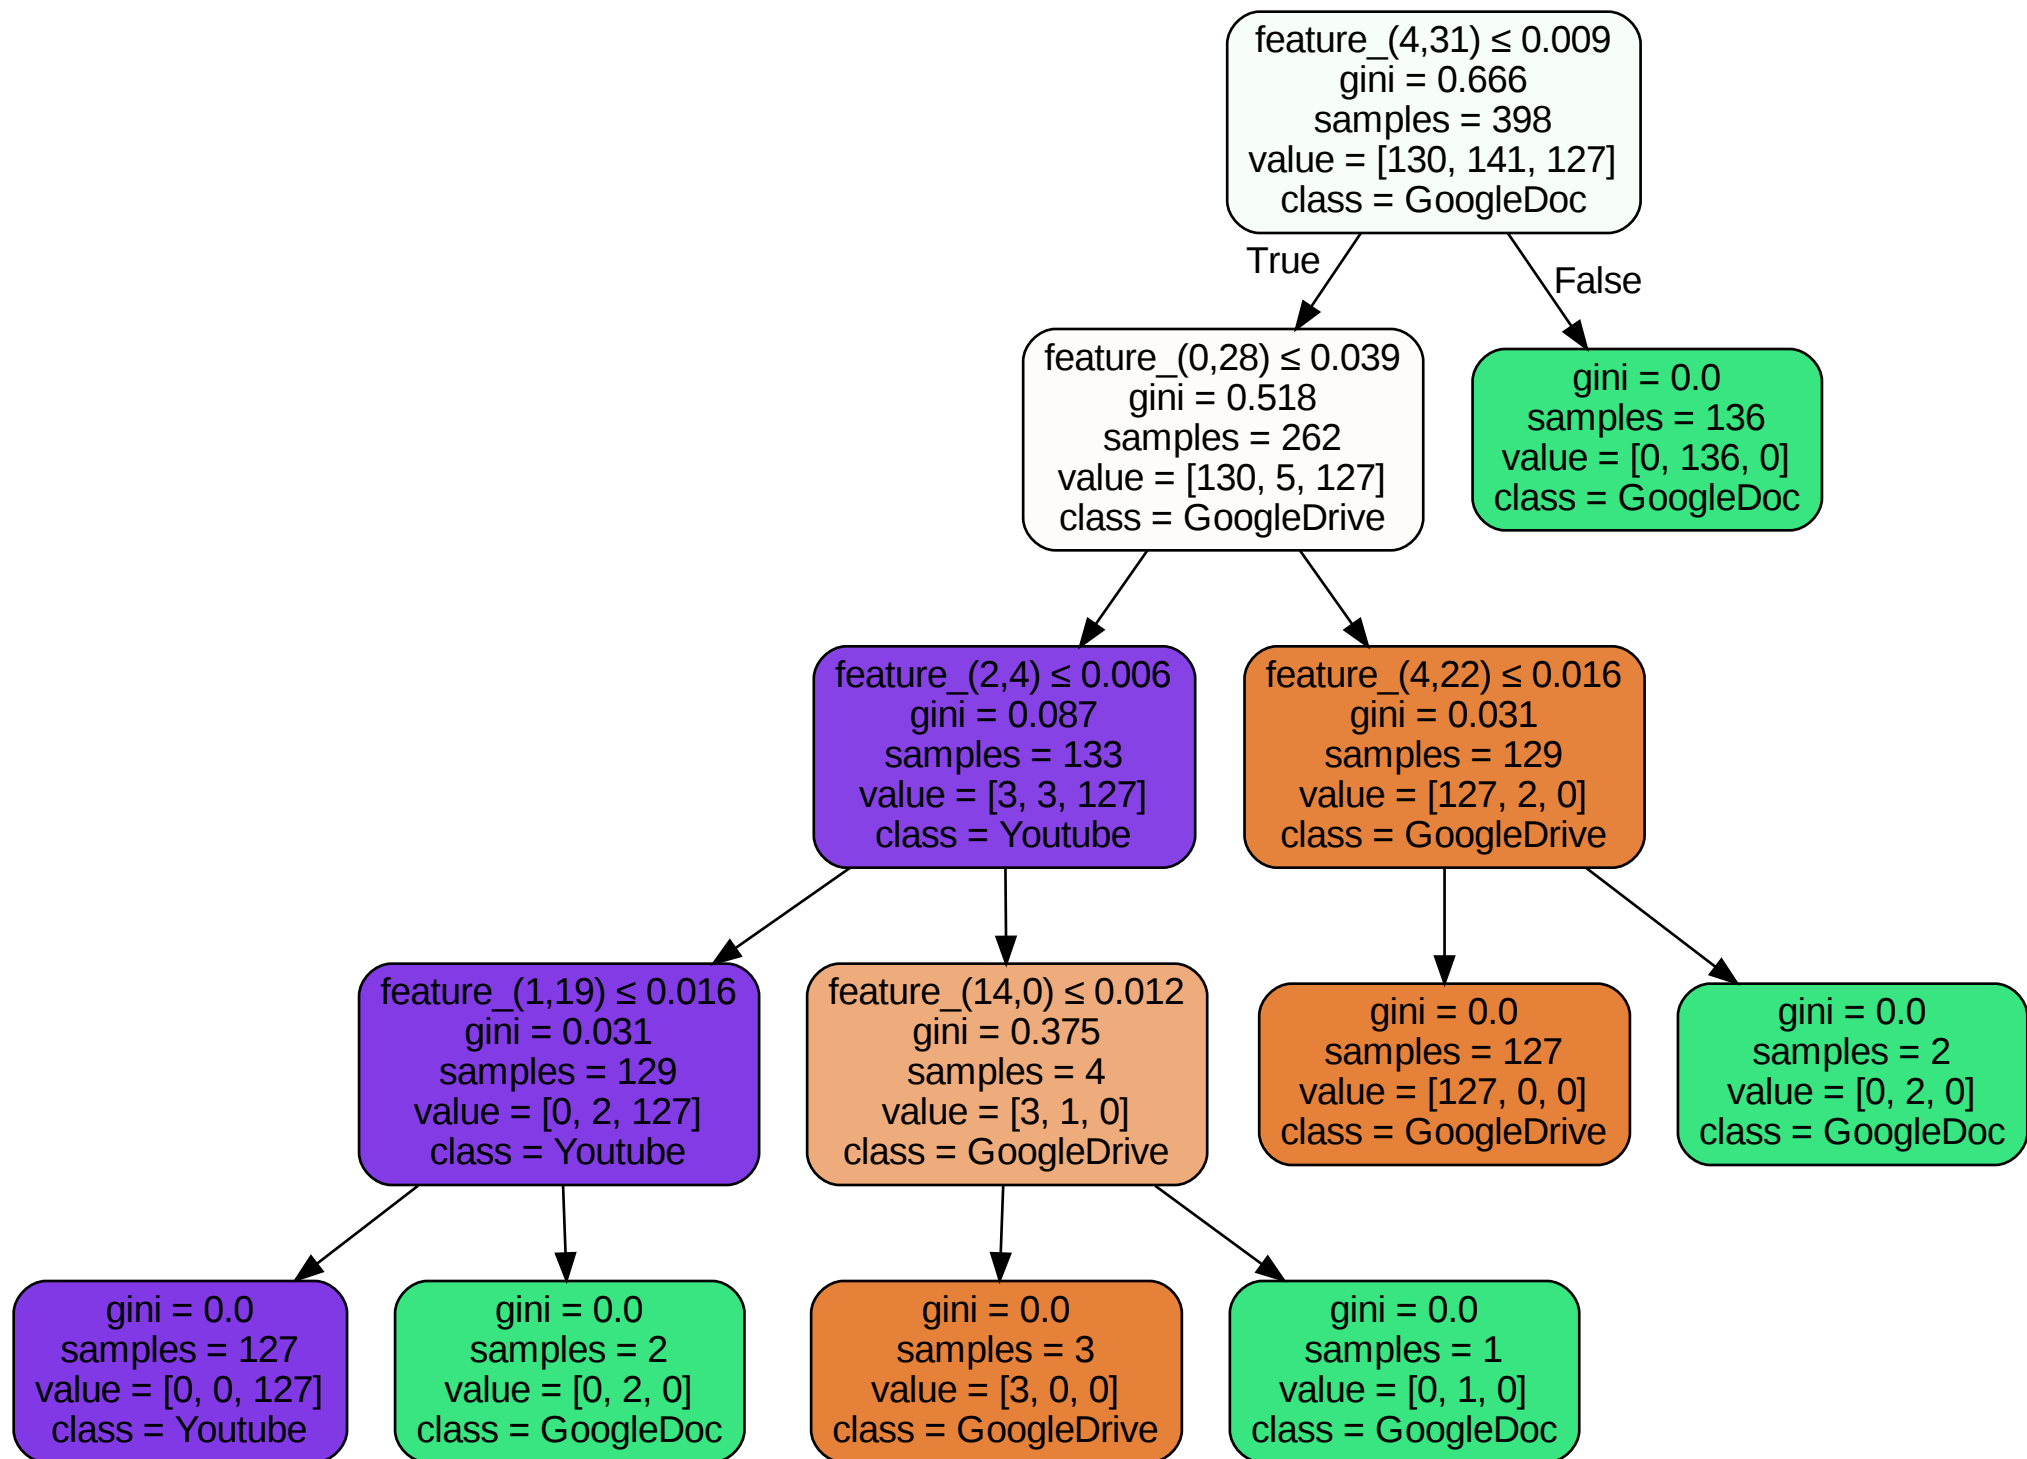 feature_(4,31) ≤ 0.009
gini = 0.666
samples = 398
value = [130, 141, 127]
class = GoogleDoc
True
False
feature_(0,28) ≤ 0.039
gini = 0.518
samples = 262
value = [130, 5, 127]
class = GoogleDrive
gini = 0.0
samples = 136
value = [0, 136, 0]
class = GoogleDoc
feature_(2,4) ≤ 0.006
gini = 0.087
samples = 133
value = [3, 3, 127]
class = Youtube
feature_(4,22) ≤ 0.016
gini = 0.031
samples = 129
value = [127, 2, 0]
class = GoogleDrive
feature_(1,19) ≤ 0.016
gini = 0.031
samples = 129
value = [0, 2, 127]
class = Youtube
feature_(14,0) ≤ 0.012
gini = 0.375
samples = 4
value = [3, 1, 0]
class = GoogleDrive
gini = 0.0
samples = 127
value = [127, 0, 0]
class = GoogleDrive
gini = 0.0
samples = 2
value = [0, 2, 0]
class = GoogleDoc
gini = 0.0
samples = 127
value = [0, 0, 127]
class = Youtube
gini = 0.0
samples = 2
value = [0, 2, 0]
class = GoogleDoc
gini = 0.0
samples = 3
value = [3, 0, 0]
class = GoogleDrive
gini = 0.0
samples = 1
value = [0, 1, 0]
class = GoogleDoc